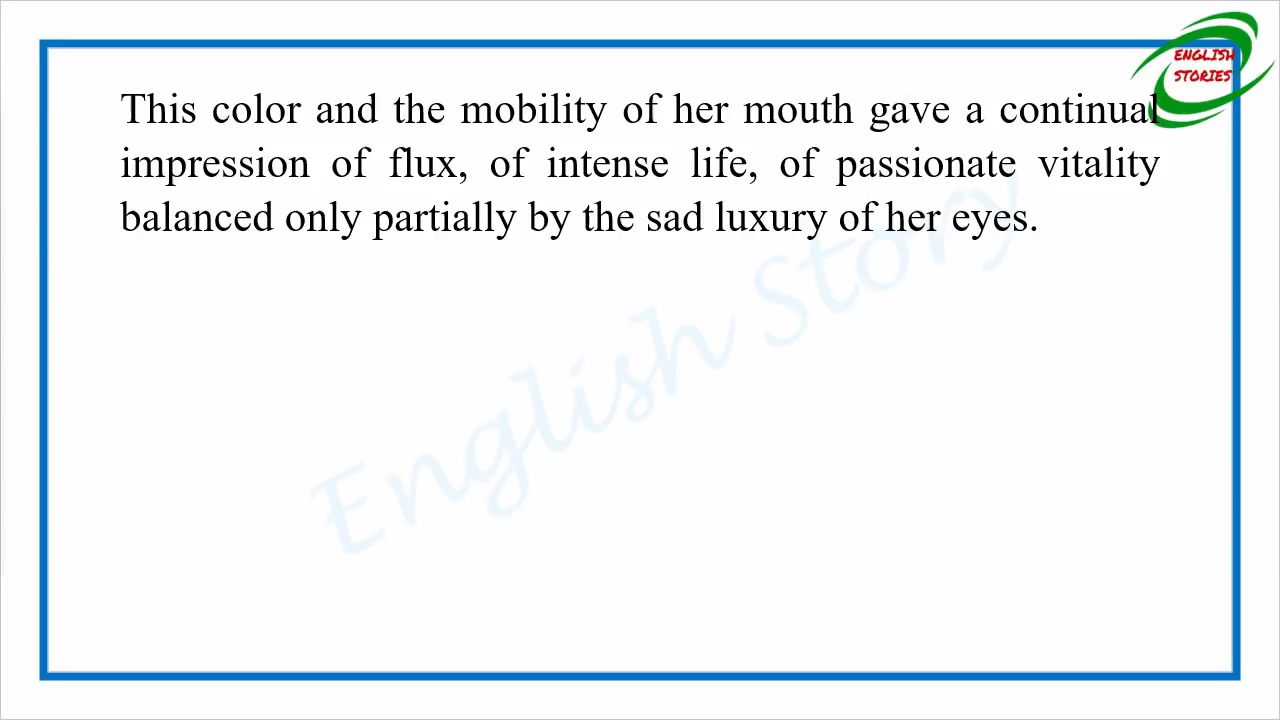 ENGLISH
STORIES
This color and the mobility of her mouth gave a continual
impression of flux, of intense life, of passionate vitality
balanced only partially by the sad luxury of her eyes.
English Story